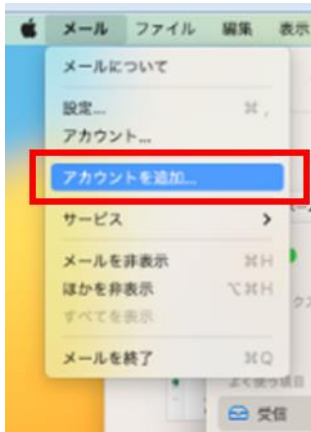 メール ファイル 編集 表示
メールについて
設定... ⌘ ,
アカウント...
アカウントを追加...
サービス >
メールを非表示 ⌘H
ほかを非表示 ⌥⌘H
すべてを表示
メールを終了 ⌘Q
よく使う項目
受信